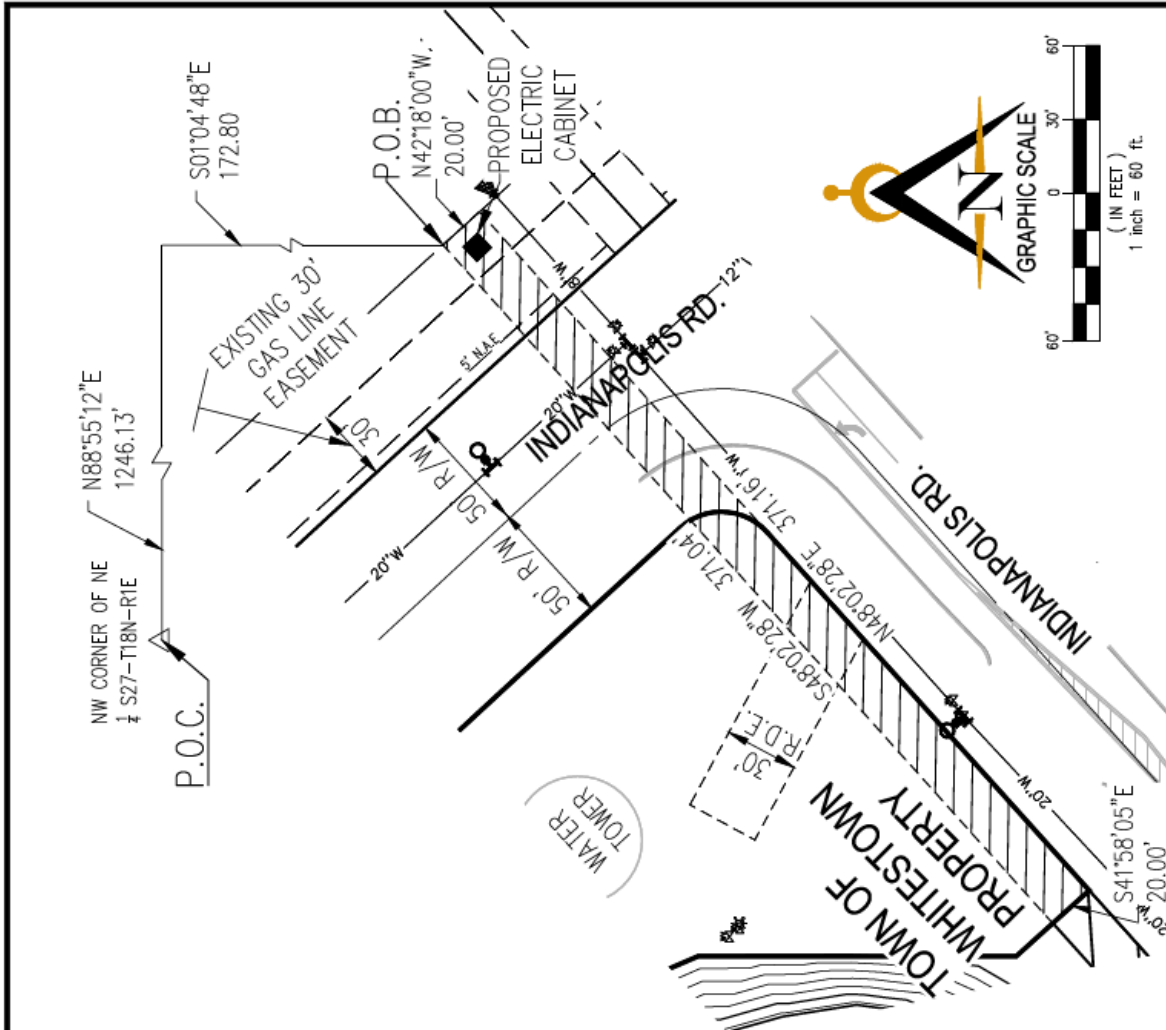 NW CORNER OF NE
¼ S27-T18N-R1E
P.O.C.
N88°55'12"E
1246.13'
S01°04'48"E
172.80
EXISTING 30'
GAS LINE
EASEMENT
30'
P.O.B.
N42°18'00"W,
20.00'
PROPOSED
ELECTRIC
CABINET
5' N.A.E
8"W
INDIANAPOLIS RD.
12"
20"W
20"W
50' R/W
50' R/W
371.16'
"W
N48°02'28"E
371.04'
S48°02'28"W
30'
R.D.E.
WATER
TOWER
INDIANAPOLIS RD.
TOWN OF
WHITESTOWN
PROPERTY
20"W
20"W
S41°58'05"E
20.00'
N
GRAPHIC SCALE
60' 0 30' 60'
( IN FEET )
1 inch = 60 ft.